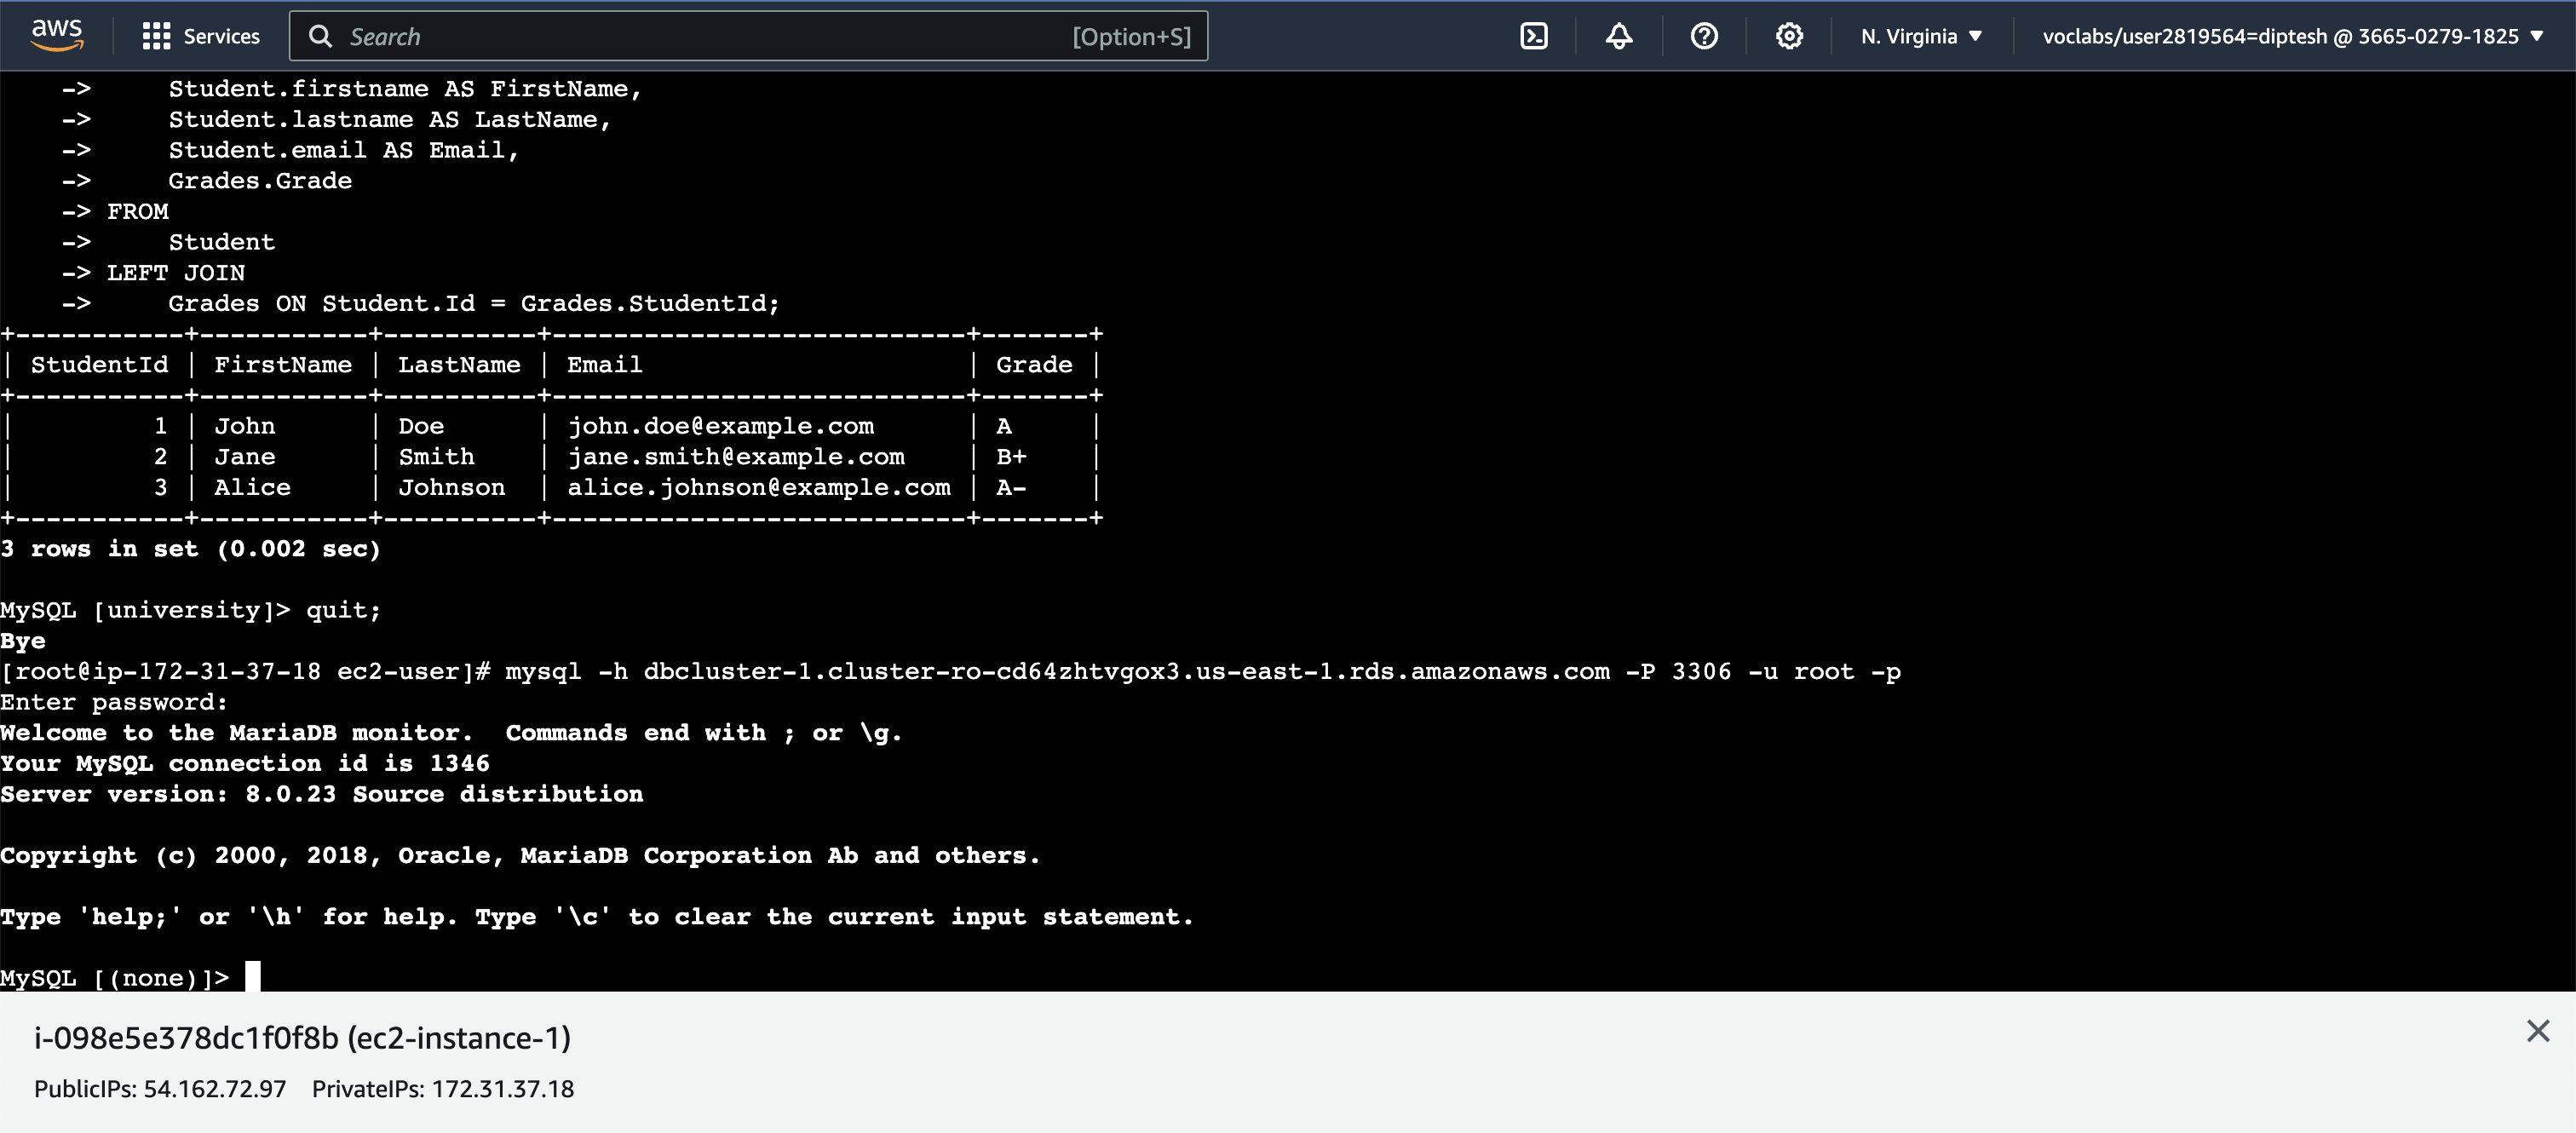 aws Services Search [Option+S] N. Virginia ▼ voclabs/user2819564=diptesh @ 3665-0279-1825 ▼
    ->     Student.firstname AS FirstName,
    ->     Student.lastname AS LastName,
    ->     Student.email AS Email,
    ->     Grades.Grade
    -> FROM
    ->     Student
    -> LEFT JOIN
    ->     Grades ON Student.Id = Grades.StudentId;
+-----------+-----------+----------+---------------------------+-------+
| StudentId | FirstName | LastName | Email                     | Grade |
+-----------+-----------+----------+---------------------------+-------+
|         1 | John      | Doe      | john.doe@example.com      | A     |
|         2 | Jane      | Smith    | jane.smith@example.com    | B+    |
|         3 | Alice     | Johnson  | alice.johnson@example.com | A-    |
+-----------+-----------+----------+---------------------------+-------+
3 rows in set (0.002 sec)
MySQL [university]> quit;
Bye
[root@ip-172-31-37-18 ec2-user]# mysql -h dbcluster-1.cluster-ro-cd64zhtvgox3.us-east-1.rds.amazonaws.com -P 3306 -u root -p
Enter password:
Welcome to the MariaDB monitor.  Commands end with ; or \g.
Your MySQL connection id is 1346
Server version: 8.0.23 Source distribution
Copyright (c) 2000, 2018, Oracle, MariaDB Corporation Ab and others.
Type 'help;' or '\h' for help. Type '\c' to clear the current input statement.
MySQL [(none)]>
i-098e5e378dc1f0f8b (ec2-instance-1)
PublicIPs: 54.162.72.97 PrivateIPs: 172.31.37.18